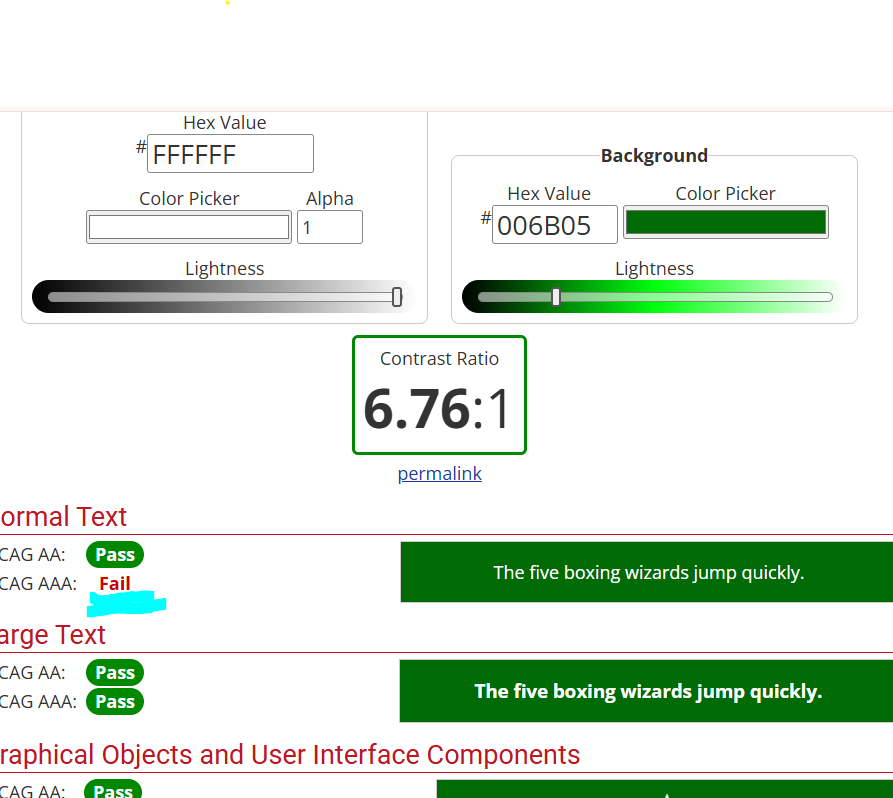 Hex Value
# FFFFFF
Color Picker Alpha
1
Lightness
Background
Hex Value Color Picker
# 006B05
Lightness
Contrast Ratio
6.76:1
permalink
ormal Text
CAG AA: Pass
CAG AAA: Fail
The five boxing wizards jump quickly.
arge Text
CAG AA: Pass
CAG AAA: Pass
The five boxing wizards jump quickly.
raphical Objects and User Interface Components
CAG AA: Pass